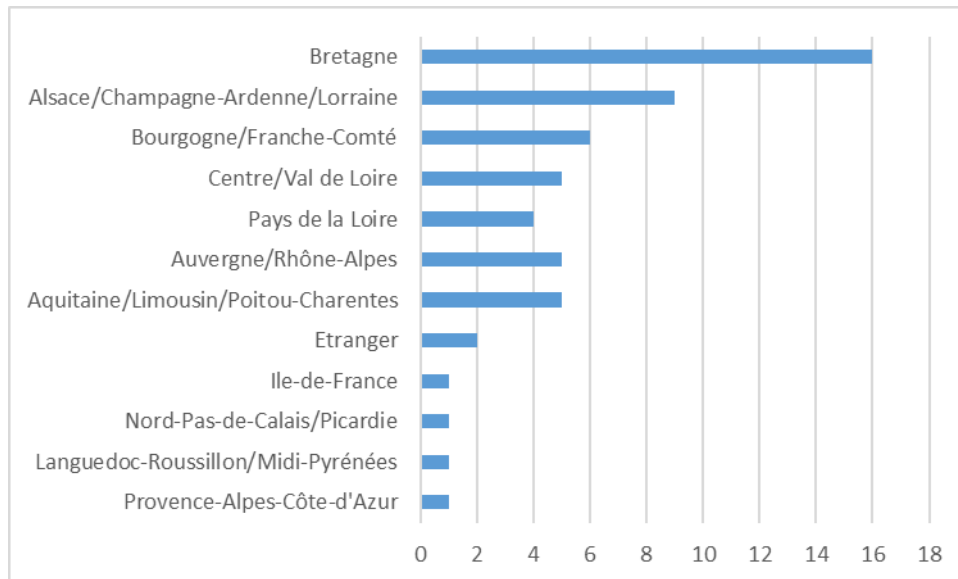 Bretagne
Alsace/Champagne-Ardenne/Lorraine
Bourgogne/Franche-Comté
Centre/Val de Loire
Pays de la Loire
Auvergne/Rhône-Alpes
Aquitaine/Limousin/Poitou-Charentes
Etranger
Ile-de-France
Nord-Pas-de-Calais/Picardie
Languedoc-Roussillon/Midi-Pyrénées
Provence-Alpes-Côte-d'Azur
0 2 4 6 8 10 12 14 16 18